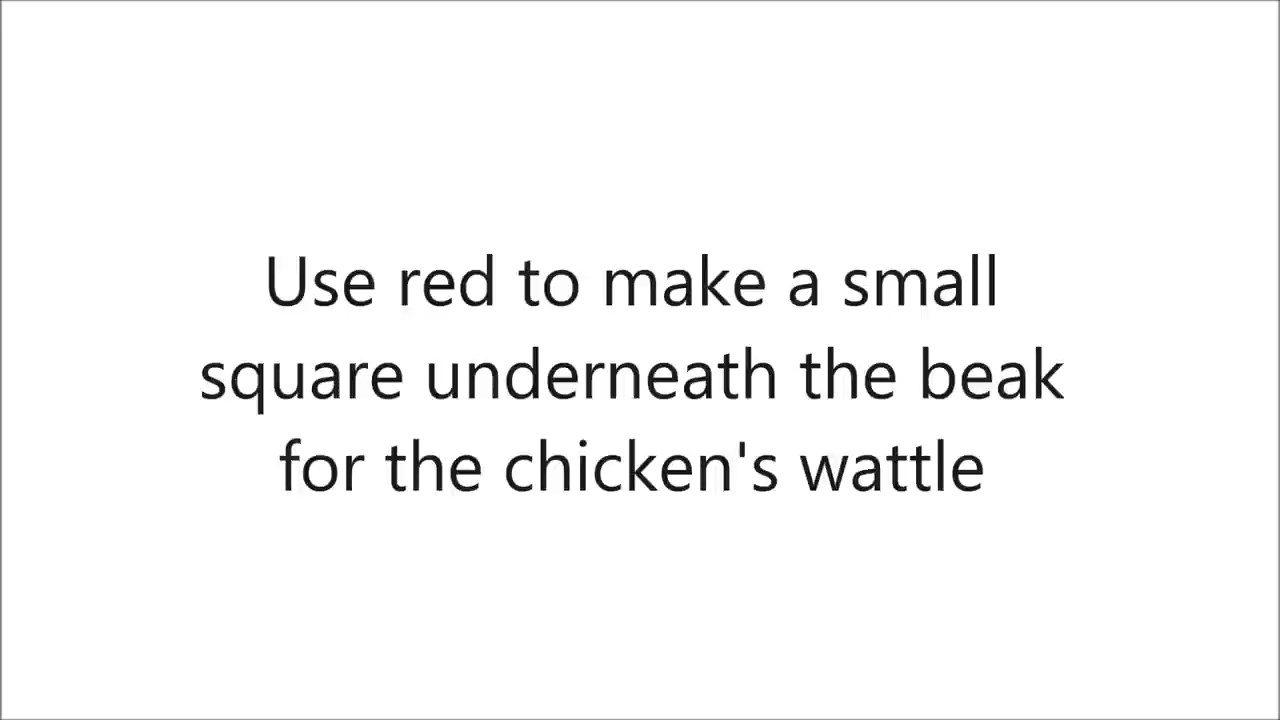 Use red to make a small
square underneath the beak
for the chicken's wattle